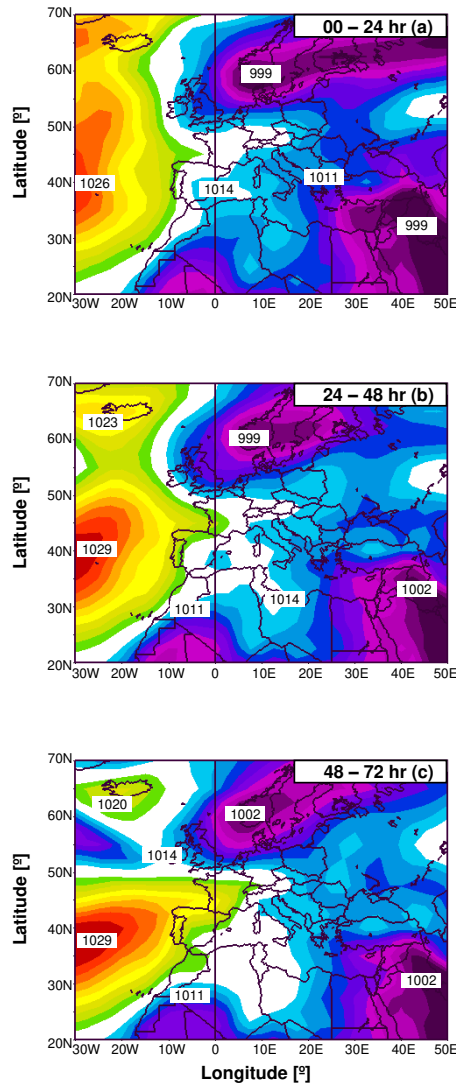 00 – 24 hr (a)
Latitude [º]
70N
60N
50N
40N
30N
20N
999
1011
1026
1014
999
30W 20W 10W 0 10E 20E 30E 40E 50E
24 – 48 hr (b)
Latitude [º]
70N
60N
50N
40N
30N
20N
1023
999
1029
1002
1011
1014
30W 20W 10W 0 10E 20E 30E 40E 50E
48 – 72 hr (c)
Latitude [º]
70N
60N
50N
40N
30N
20N
1020
1002
1014
1029
1011
1002
30W 20W 10W 0 10E 20E 30E 40E 50E
Longitude [º]